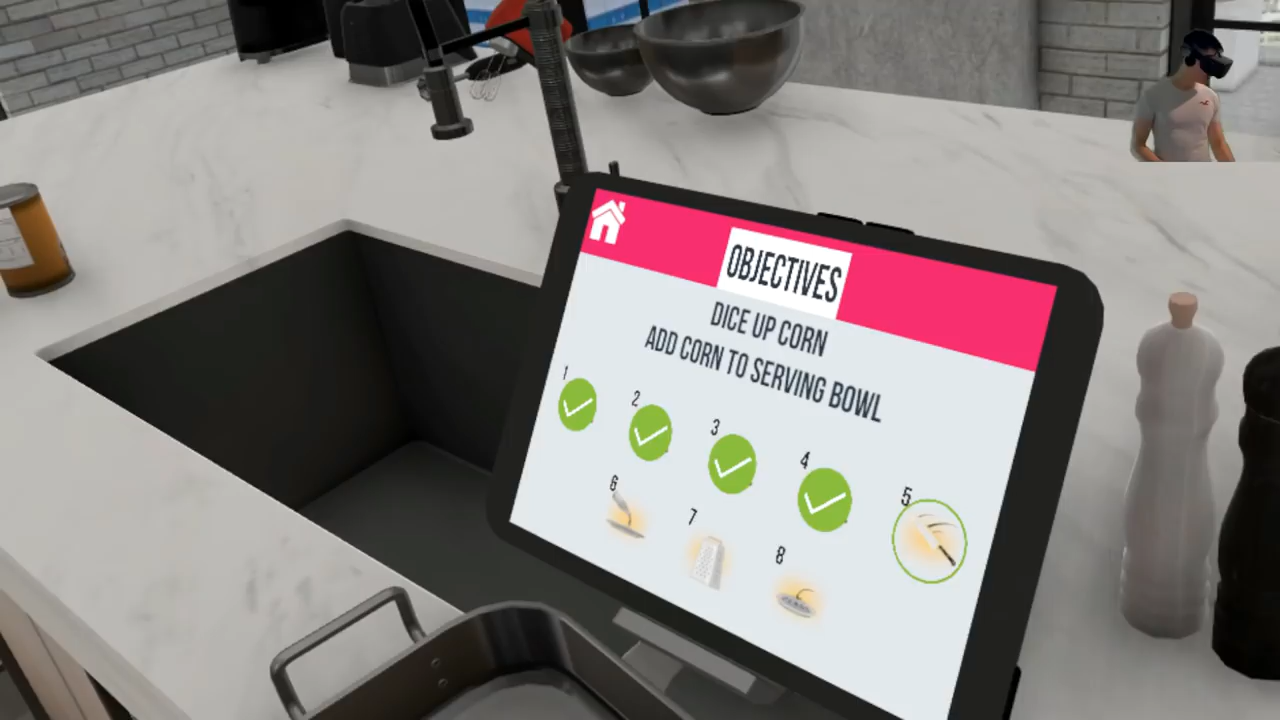 OBJECTIVES
DICE UP CORN
ADD CORN TO SERVING BOWL
1
2
3
4
5
6
7
8